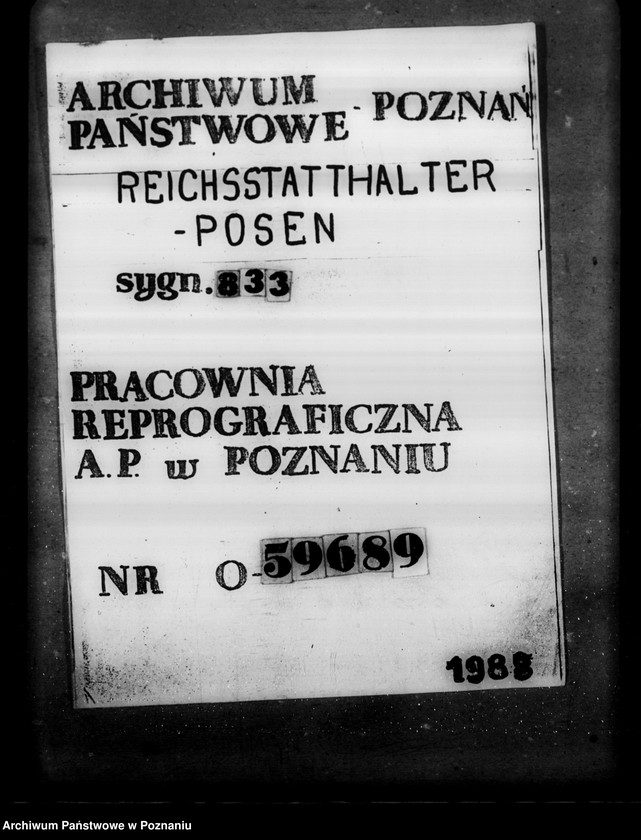 ARCHIWUM
PAŃSTWOWE - POZNAŃ
REICHSSTATTHALTER
-POSEN
sygn. 833
PRACOWNIA
REPROGRAFICZNA
A.P. w POZNANIU
NR O-59689
1988
Archiwum Państwowe w Poznaniu